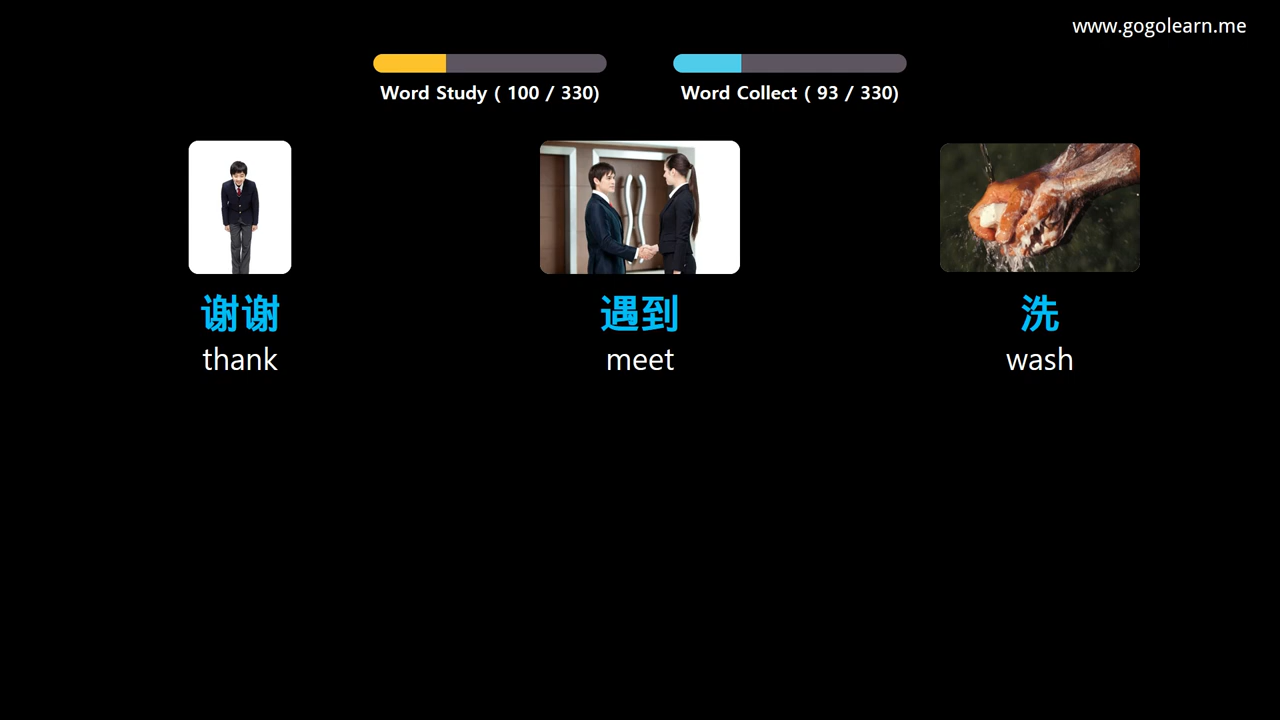 www.gogolearn.me
Word Study ( 100 / 330)
Word Collect ( 93 / 330)
谢谢
thank
遇到
meet
洗
wash